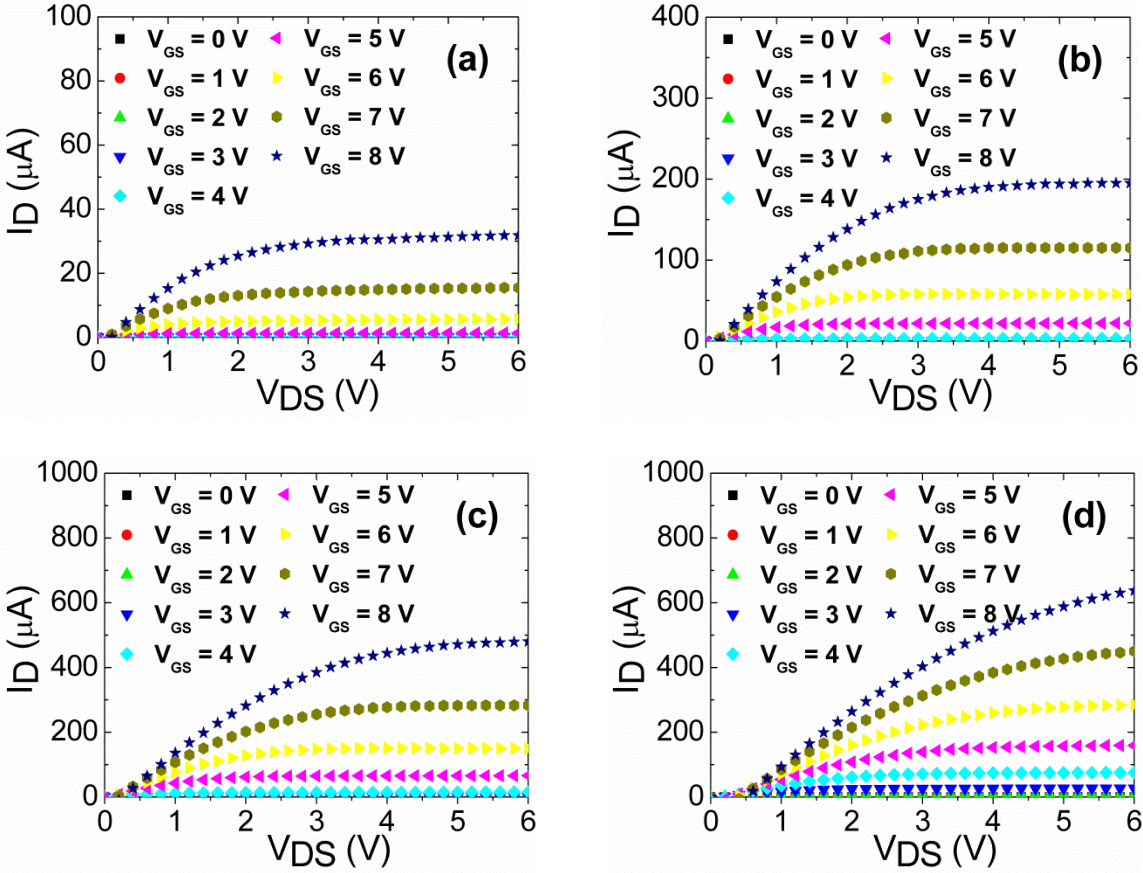 (a)
I_D (μA)
100
80
60
40
20
0
V_GS = 0 V
V_GS = 1 V
V_GS = 2 V
V_GS = 3 V
V_GS = 4 V
V_GS = 5 V
V_GS = 6 V
V_GS = 7 V
V_GS = 8 V
0 1 2 3 4 5 6
V_DS (V)
(b)
I_D (μA)
400
300
200
100
0
V_GS = 0 V
V_GS = 1 V
V_GS = 2 V
V_GS = 3 V
V_GS = 4 V
V_GS = 5 V
V_GS = 6 V
V_GS = 7 V
V_GS = 8 V
0 1 2 3 4 5 6
V_DS (V)
(c)
I_D (μA)
1000
800
600
400
200
0
V_GS = 0 V
V_GS = 1 V
V_GS = 2 V
V_GS = 3 V
V_GS = 4 V
V_GS = 5 V
V_GS = 6 V
V_GS = 7 V
V_GS = 8 V
0 1 2 3 4 5 6
V_DS (V)
(d)
I_D (μA)
1000
800
600
400
200
0
V_GS = 0 V
V_GS = 1 V
V_GS = 2 V
V_GS = 3 V
V_GS = 4 V
V_GS = 5 V
V_GS = 6 V
V_GS = 7 V
V_GS = 8 V
0 1 2 3 4 5 6
V_DS (V)